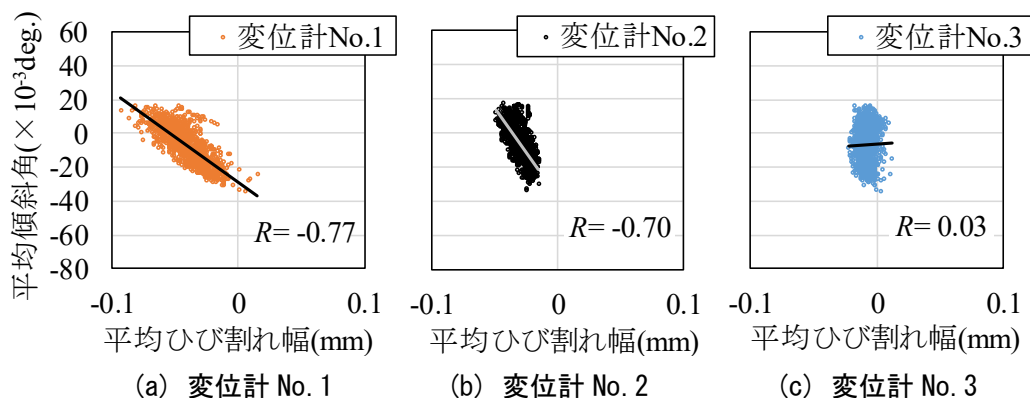 変位計No.1
変位計No.2
変位計No.3
平均傾斜角(×10⁻³deg.)
60
40
20
0
-20
-40
-60
-80
R= -0.77
R= -0.70
R= 0.03
-0.1 0 0.1
-0.1 0 0.1
-0.1 0 0.1
平均ひび割れ幅(mm)
平均ひび割れ幅(mm)
平均ひび割れ幅(mm)
(a) 変位計 No.1
(b) 変位計 No.2
(c) 変位計 No.3